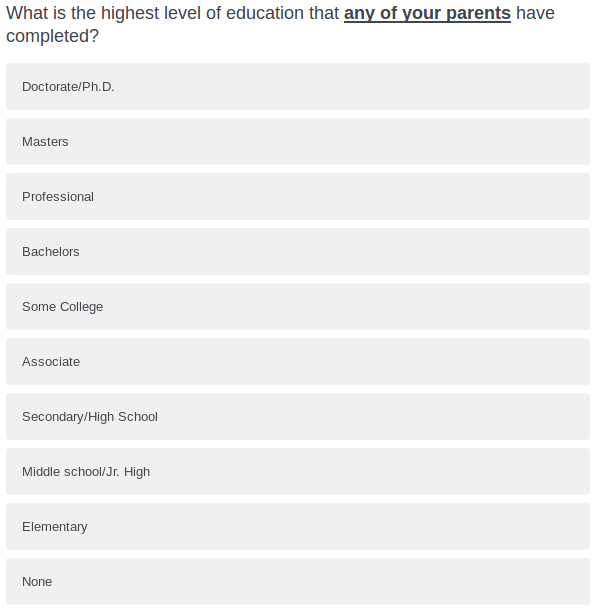 What is the highest level of education that any of your parents have
completed?
Doctorate/Ph.D.
Masters
Professional
Bachelors
Some College
Associate
Secondary/High School
Middle school/Jr. High
Elementary
None